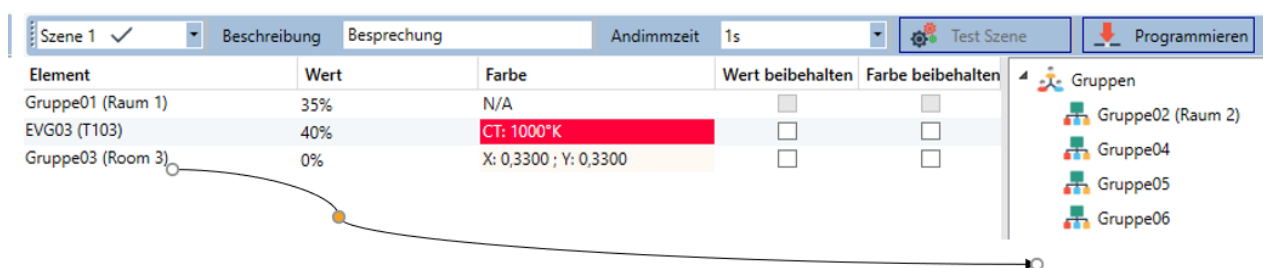 Szene 1 Beschreibung Besprechung Andimmzeit 1s Test Szene Programmieren
Element Wert Farbe Wert beibehalten Farbe beibehalten
Gruppe01 (Raum 1) 35% N/A
EVG03 (T103) 40% CT: 1000°K
Gruppe03 (Room 3) 0% X: 0,3300 ; Y: 0,3300
Gruppen
Gruppe02 (Raum 2)
Gruppe04
Gruppe05
Gruppe06